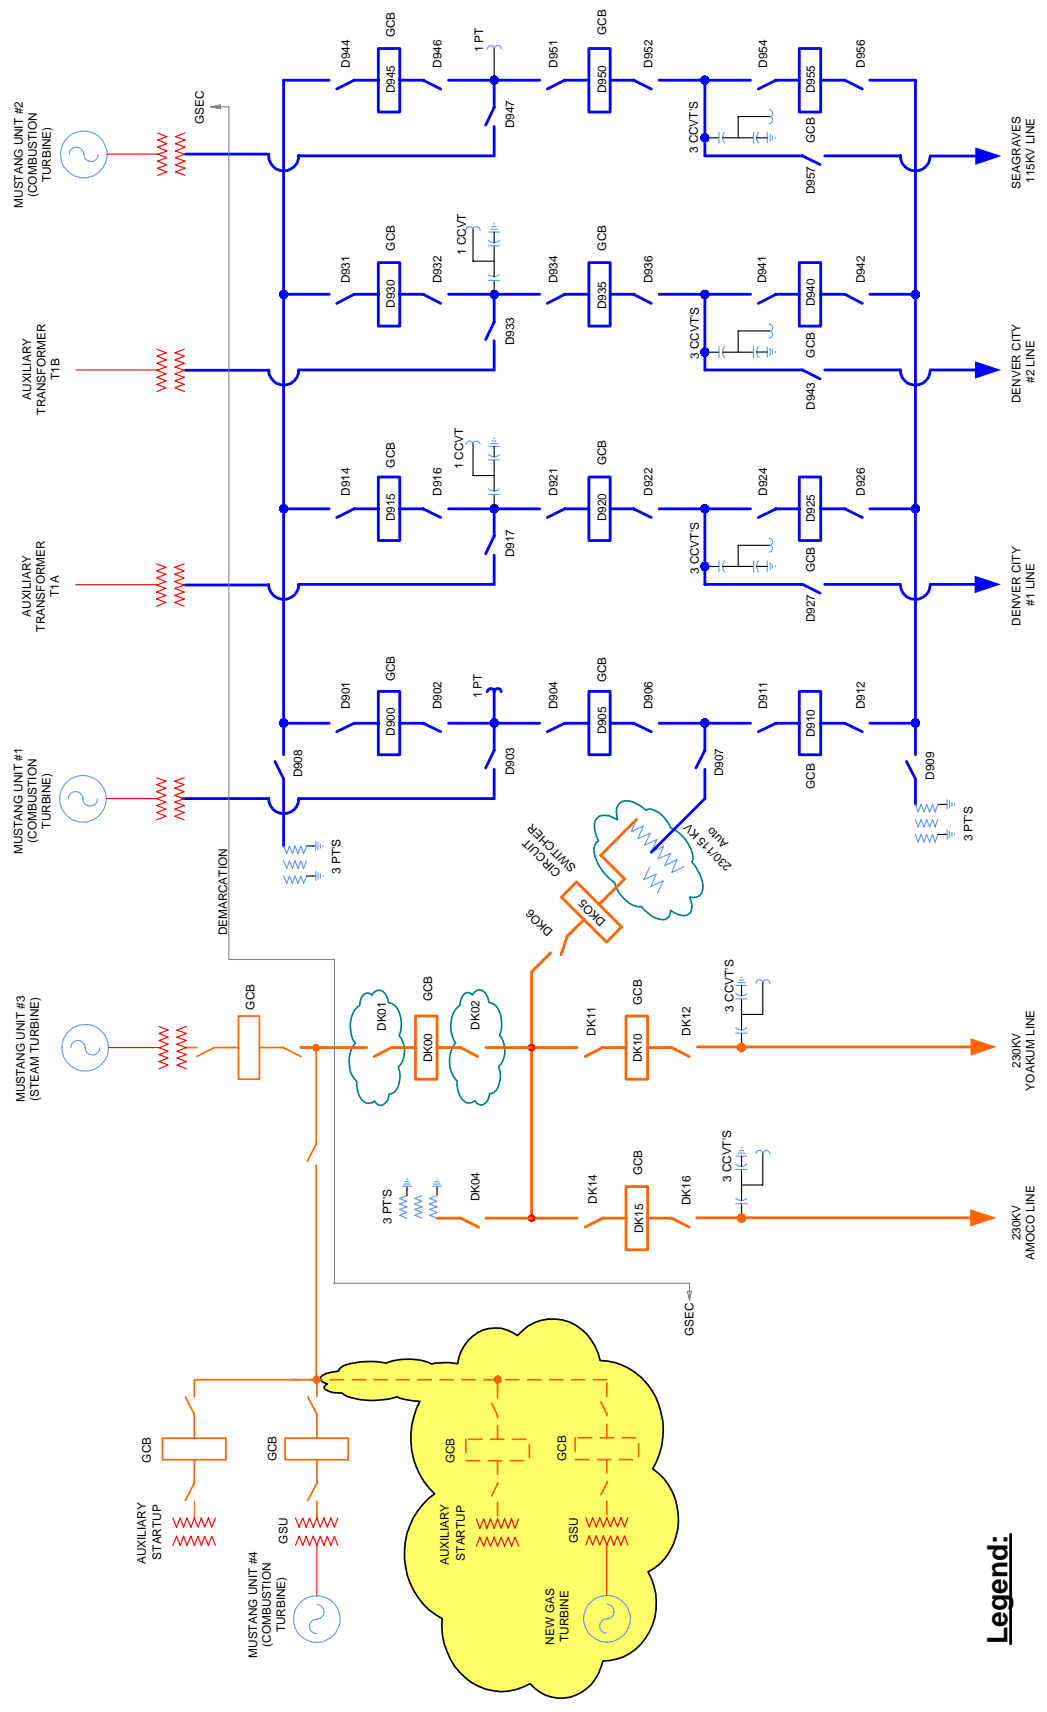 MUSTANG UNIT #3
(STEAM TURBINE)
MUSTANG UNIT #1
(COMBUSTION
TURBINE)
AUXILIARY
TRANSFORMER
T1A
AUXILIARY
TRANSFORMER
T1B
MUSTANG UNIT #2
(COMBUSTION
TURBINE)
GSEC
DEMARCATION
GCB
3 PT'S
D908
D901
D900
GCB
D902
D903
1 PT
D904
D905
GCB
D906
D907
D911
D910
GCB
D912
D909
3 PT'S
D914
D915
GCB
D916
D917
1 CCVT
D921
D920
GCB
D922
3 CCVT'S
D924
D925
GCB
D926
D927
DENVER CITY
#1 LINE
D931
D930
GCB
D932
D933
1 CCVT
D934
D935
GCB
D936
3 CCVT'S
D941
D940
GCB
D942
D943
DENVER CITY
#2 LINE
D944
D945
GCB
D946
D947
1 PT
D951
D950
GCB
D952
3 CCVT'S
D954
D955
GCB
D956
D957
SEAGRAVES
115KV LINE
CIRCUIT
SWITCHER
DKO6
DKO5
230/115 KV
Auto
DK01
DK00
GCB
DK02
DK11
DK10
GCB
DK12
3 CCVT'S
230KV
YOAKUM LINE
3 PT'S
DK04
DK14
DK15
GCB
DK16
3 CCVT'S
230KV
AMOCO LINE
GSEC
AUXILIARY
STARTUP
GCB
MUSTANG UNIT #4
(COMBUSTION
TURBINE)
GSU
GCB
AUXILIARY
STARTUP
GCB
NEW GAS
TURBINE
GSU
GCB
Legend: